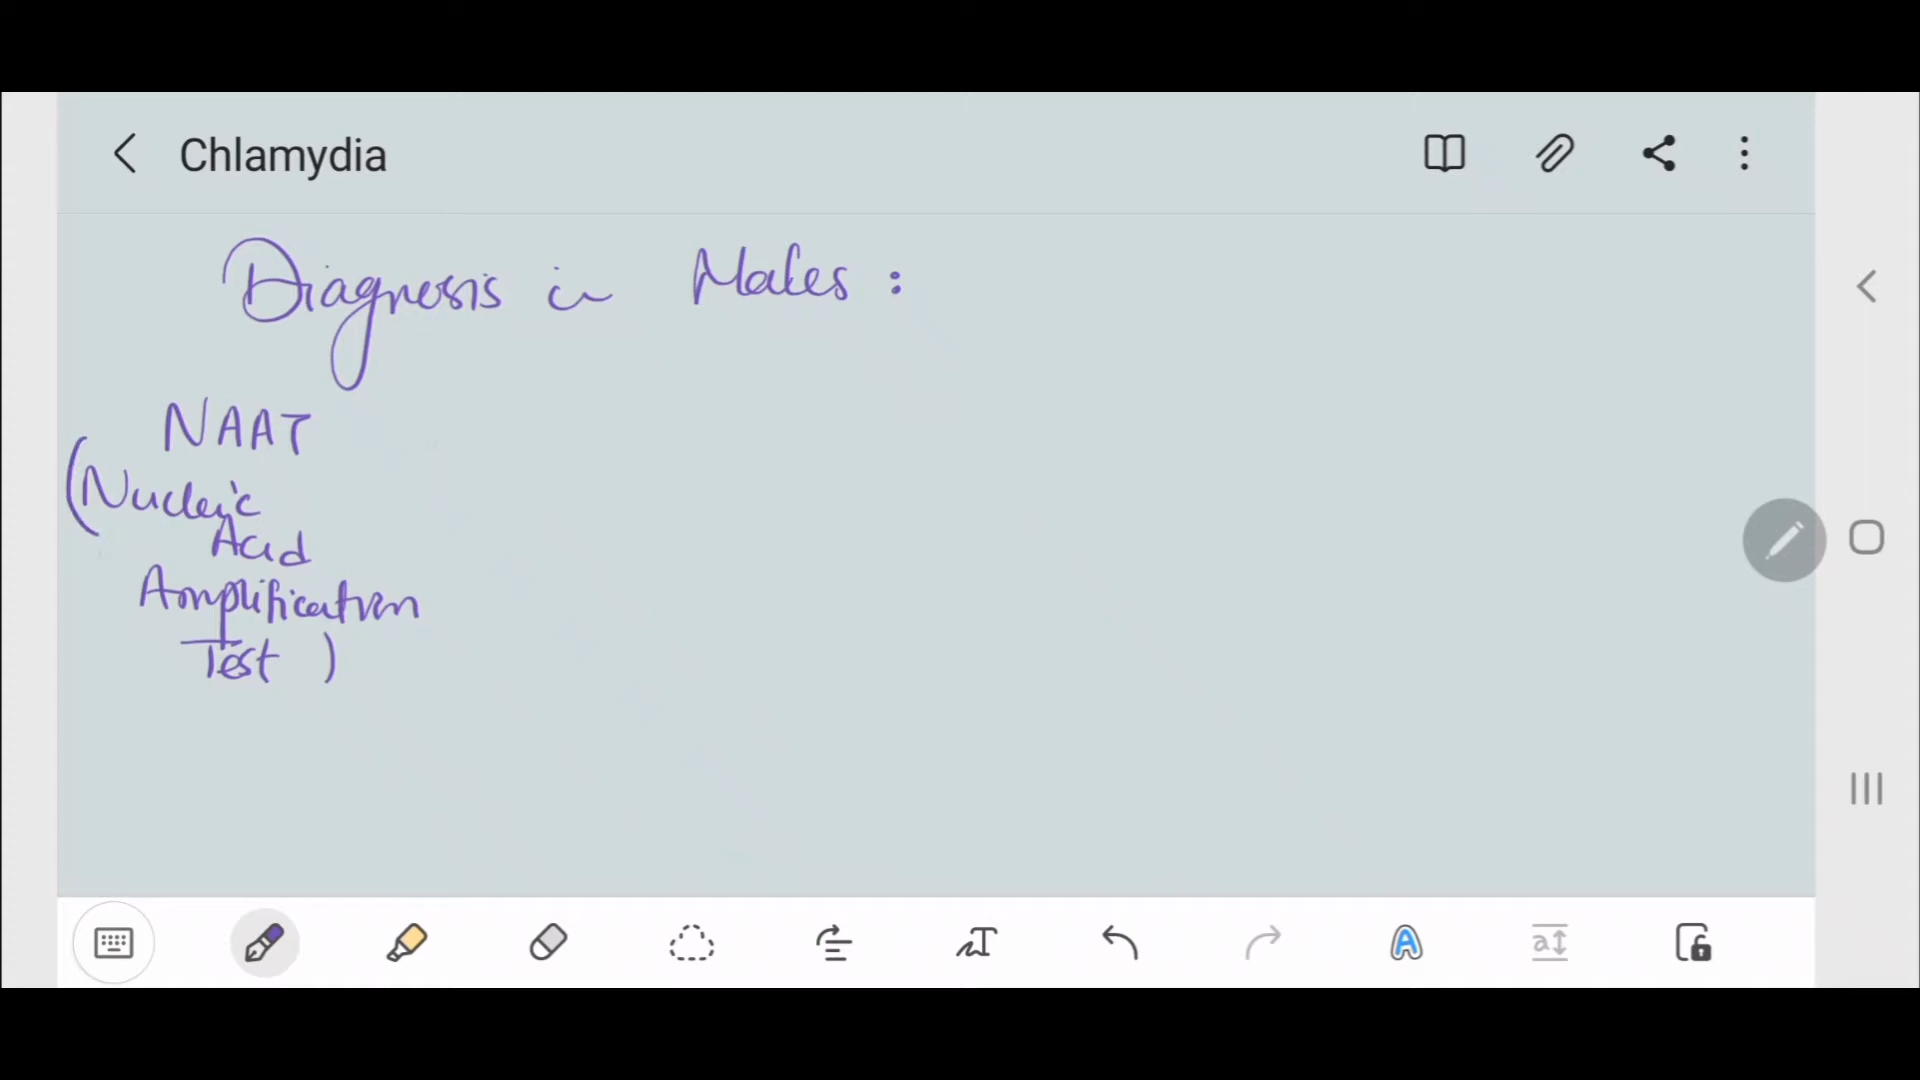 Chlamydia
Diagnosis in Males :
NAAT
(Nucleic
Acid
Amplification
Test )